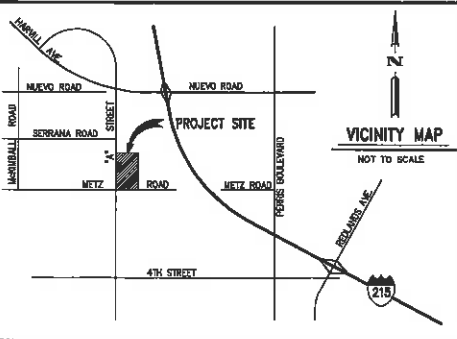 HARVILL AVE
NUEVO ROAD
NUEVO ROAD
N
McKIMBALL ROAD
SERRANA ROAD
"A" STREET
PROJECT SITE
VICINITY MAP
NOT TO SCALE
METZ ROAD
METZ ROAD
PERRIS BOULEVARD
REDLANDS AVE.
4TH STREET
215